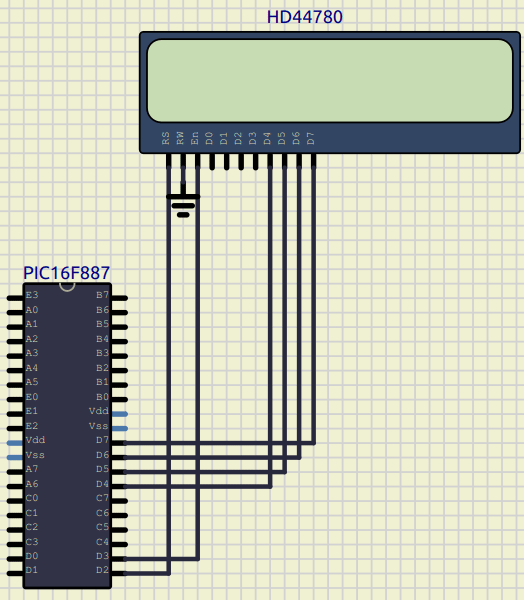 HD44780
RS RW En D0 D1 D2 D3 D4 D5 D6 D7
PIC16F887
E3 B7
A0 B6
A1 B5
A2 B4
A3 B3
A4 B2
A5 B1
E0 B0
E1 Vdd
E2 Vss
Vdd D7
Vss D6
A7 D5
A6 D4
C0 C7
C1 C6
C2 C5
C3 C4
D0 D3
D1 D2